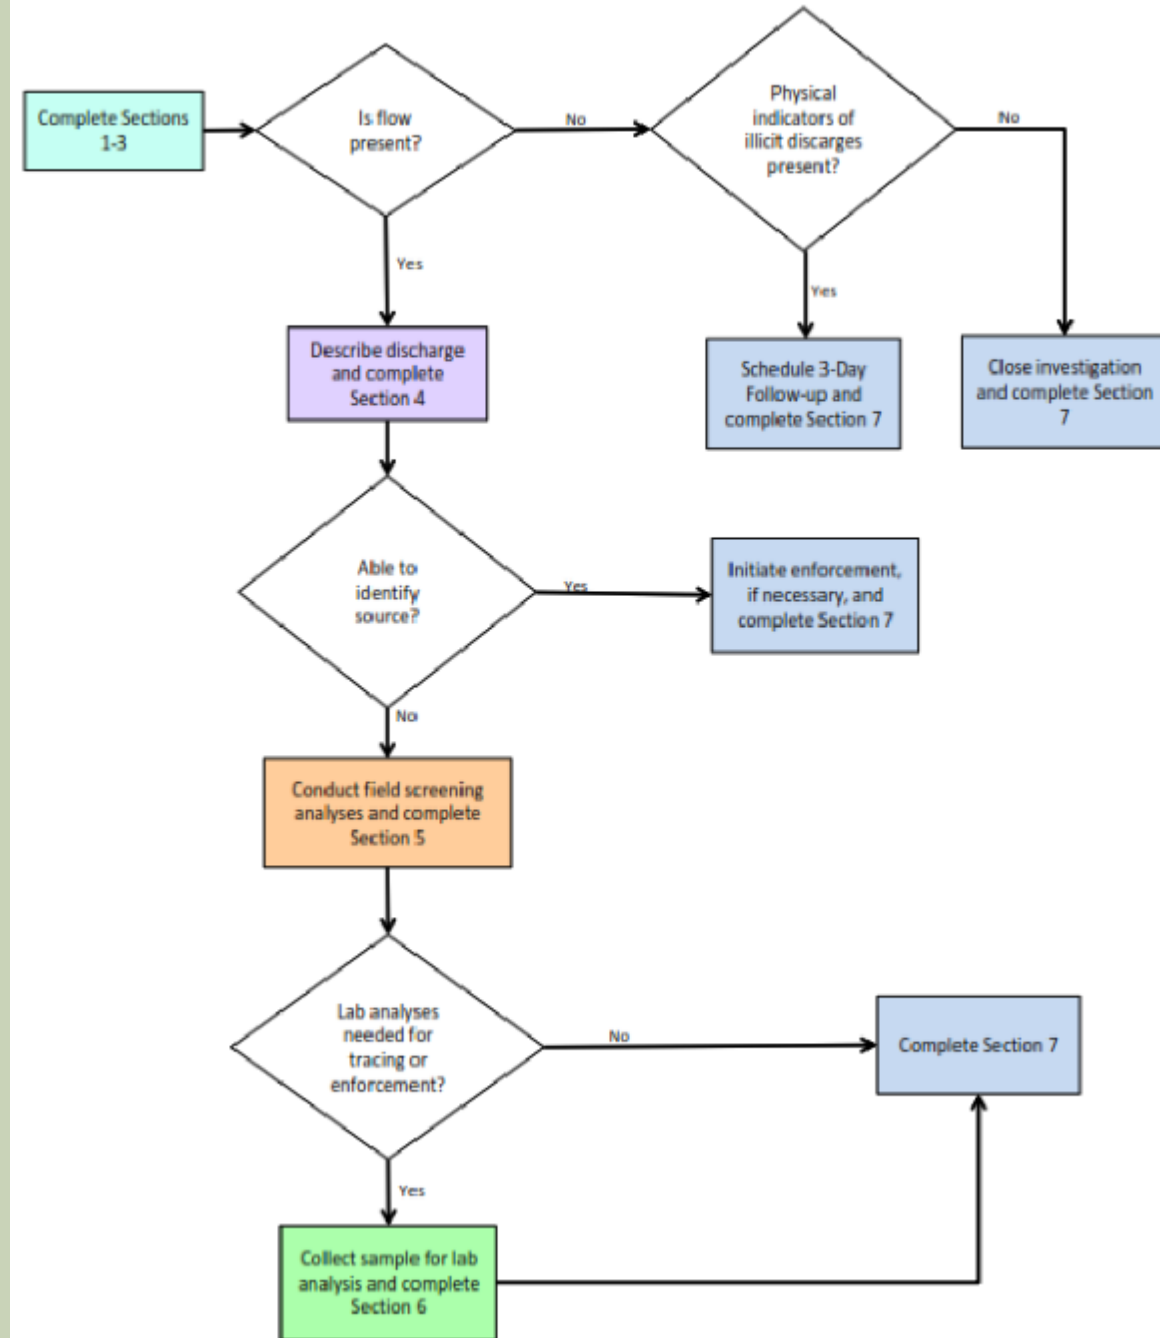 Complete Sections
1-3
Is flow
present?
No
Physical
indicators of
illicit discarges
present?
No
Yes
Yes
Describe discharge
and complete
Section 4
Schedule 3-Day
Follow-up and
complete Section 7
Close investigation
and complete Section
7
Able to
identify
source?
Yes
Initiate enforcement,
if necessary, and
complete Section 7
No
Conduct field screening
analyses and complete
Section 5
Lab analyses
needed for
tracing or
enforcement?
No
Complete Section 7
Yes
Collect sample for lab
analysis and complete
Section 6